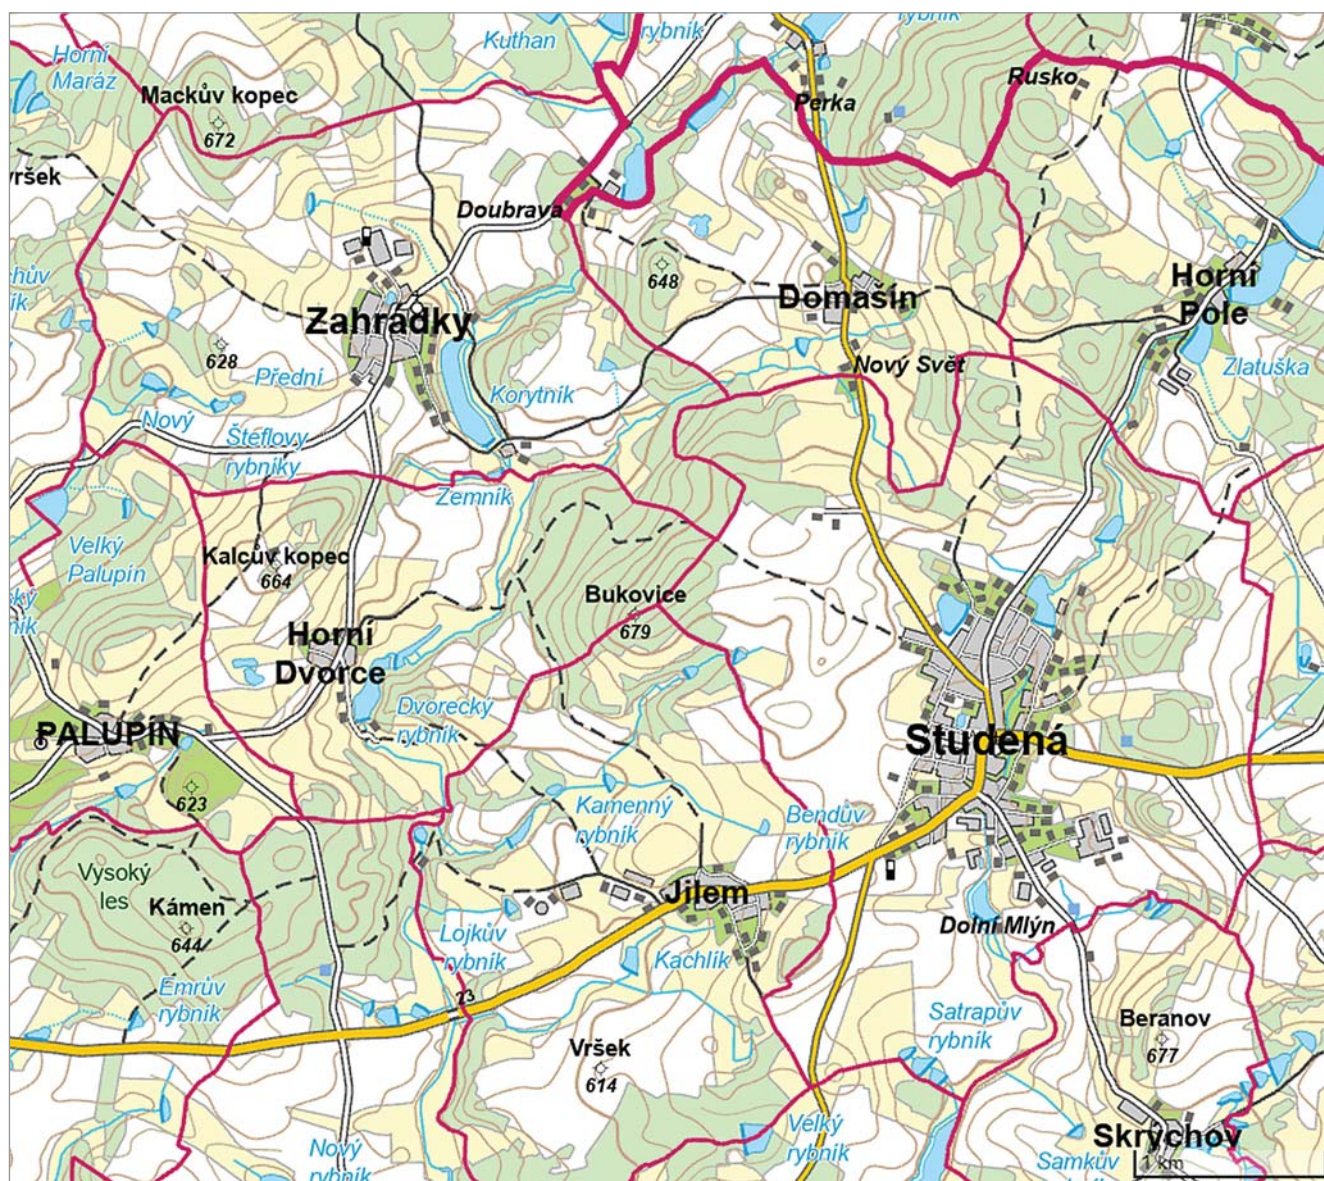 Kuthan
rybník
rybník
Horní
Maráz
Mackův kopec
672
Perka
Rusko
Doubrava
648
Domašín
Horní
Pole
Zahrádky
628
Přední
Nový
Šteflovy
rybníky
Korytník
Nový Svět
Zlatuška
Zemník
Velký
Palupín
Kalcův kopec
664
Bukovice
679
Horní
Dvorce
Dvorecký
rybník
PALUPÍN
623
Studená
Kamenný
rybník
Bendův
rybník
Vysoký
les
Kámen
644
Jilem
Lojkův
rybník
Kachlík
Dolní Mlýn
Emrův
rybník
23
Satrapův
rybník
Beranov
677
Vršek
614
Nový
rybník
Velký
rybník
Skrýchov
Samkův
1 km